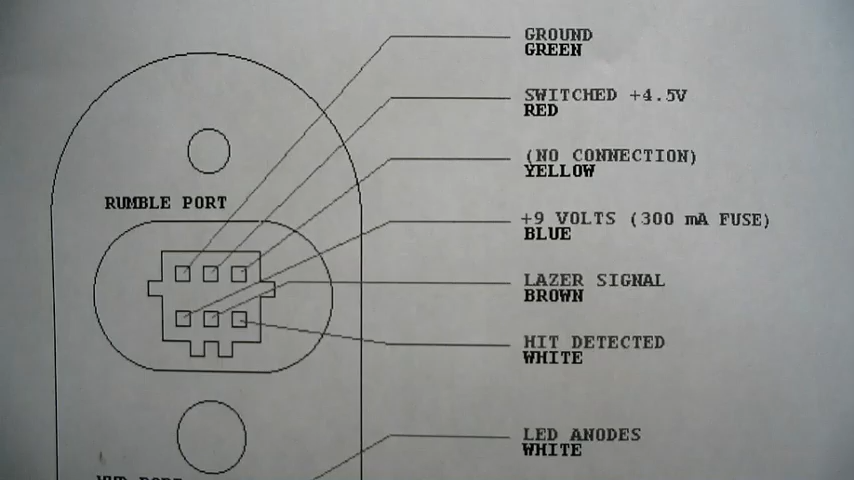 GROUND
GREEN
SWITCHED +4.5V
RED
(NO CONNECTION)
YELLOW
RUMBLE PORT
+9 VOLTS (300 mA FUSE)
BLUE
LAZER SIGNAL
BROWN
HIT DETECTED
WHITE
LED ANODES
WHITE